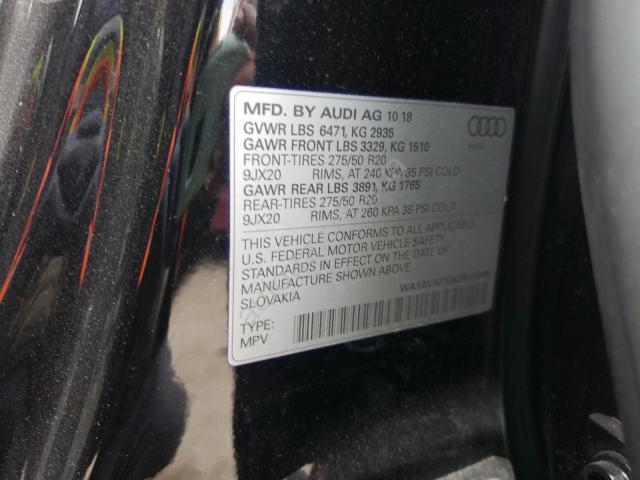 MFD. BY AUDI AG 10 18
GVWR LBS 6471, KG 2935
GAWR FRONT LBS 3329, KG 1510
FRONT-TIRES 275/50 R20
9JX20 RIMS, AT 240 KPA 35 PSI COLD
GAWR REAR LBS 3891, KG 1765
REAR-TIRES 275/50 R20
9JX20 RIMS, AT 260 KPA 38 PSI COLD
Audi
THIS VEHICLE CONFORMS TO ALL APPLICABLE
U.S. FEDERAL MOTOR VEHICLE SAFETY
STANDARDS IN EFFECT ON THE DATE OF
MANUFACTURE SHOWN ABOVE.
SLOVAKIA
TYPE:
MPV